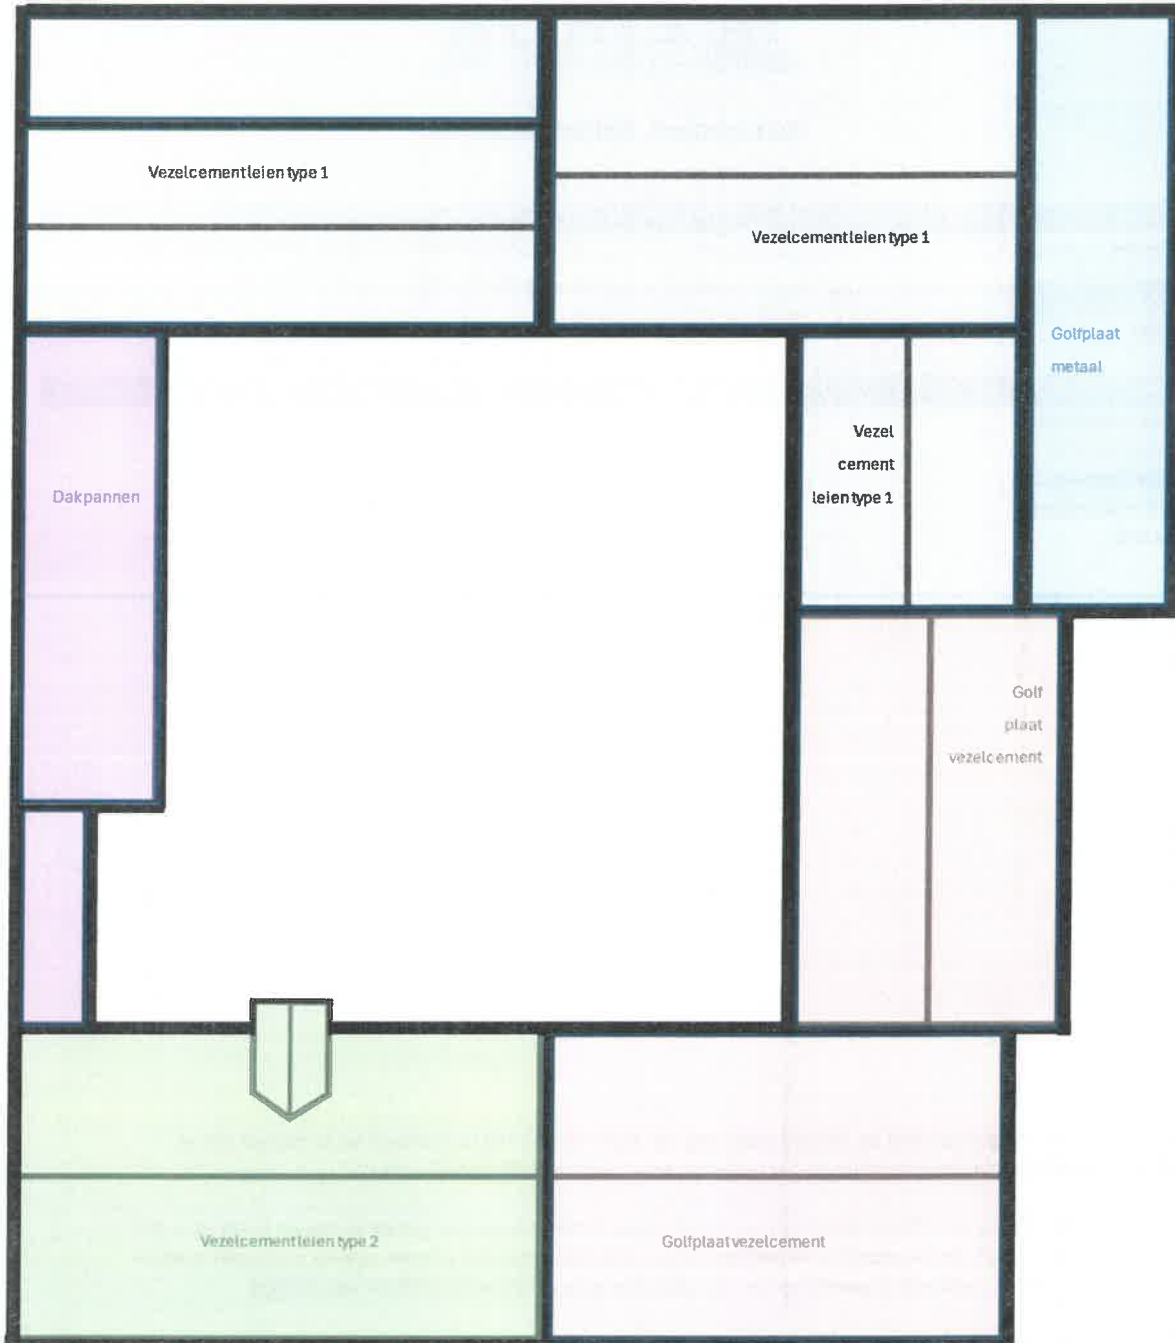 Vezelcementleien type 1
Vezelcementleien type 1
Golfplaat
metaal
Vezel
cement
leien type 1
Dakpannen
Golf
plaat
vezelcement
Vezelcementleien type 2
Golfplaat vezelcement